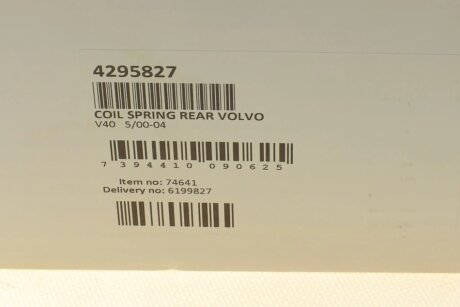 4295827
COIL SPRING REAR VOLVO
V40 5/00-04
7 394410 090625
Item no: 74641
Delivery no: 6199827